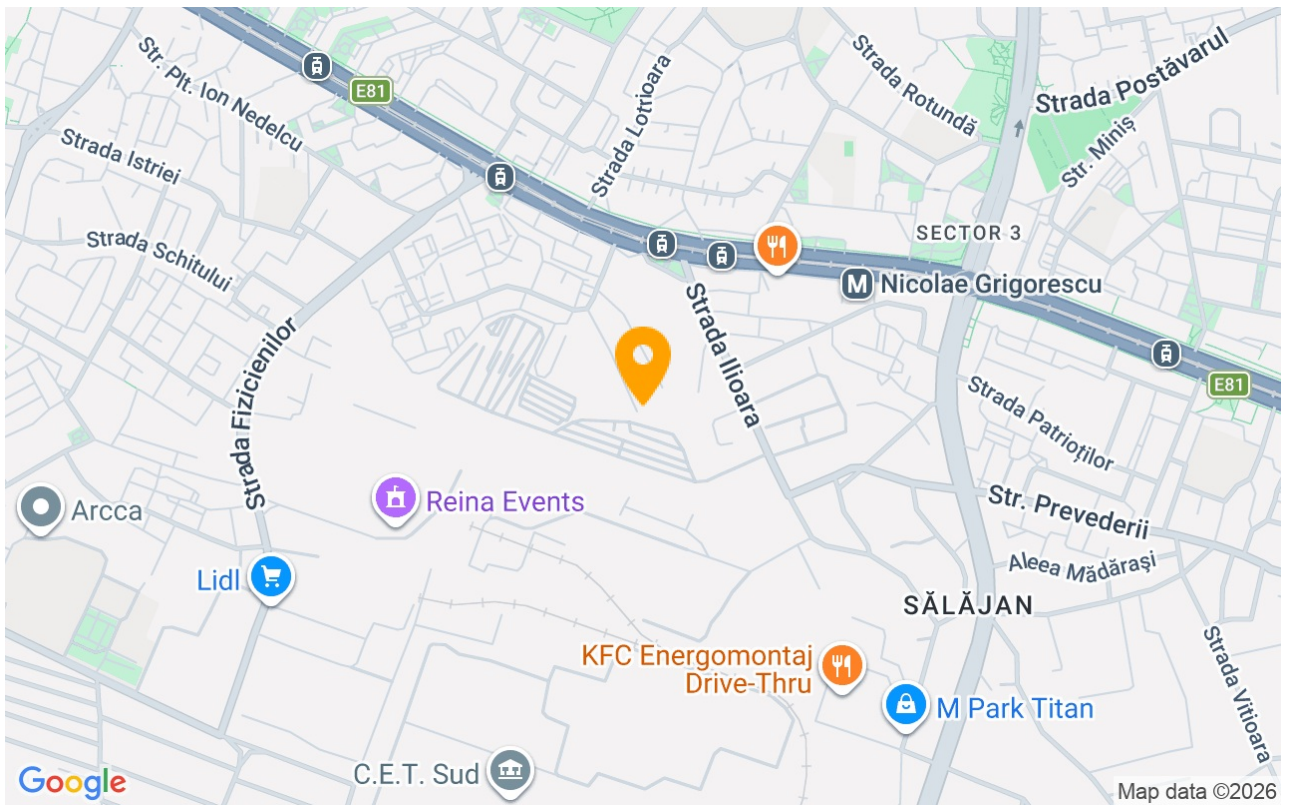 Str. Plt. Ion Nedelcu
E81
Strada Lotrioara
Strada Rotundă
Strada Postăvarul
Str. Miniș
Strada Istriei
SECTOR 3
Strada Schitului
M
Nicolae Grigorescu
Strada Fizicienilor
Strada Ilioara
E81
Strada Patrioților
Reina Events
Str. Prevederii
Arcca
Aleea Mădărași
Lidl
SĂLĂJAN
KFC Energomontaj
Drive-Thru
Strada Vitioara
M Park Titan
C.E.T. Sud
Google
Map data ©2026